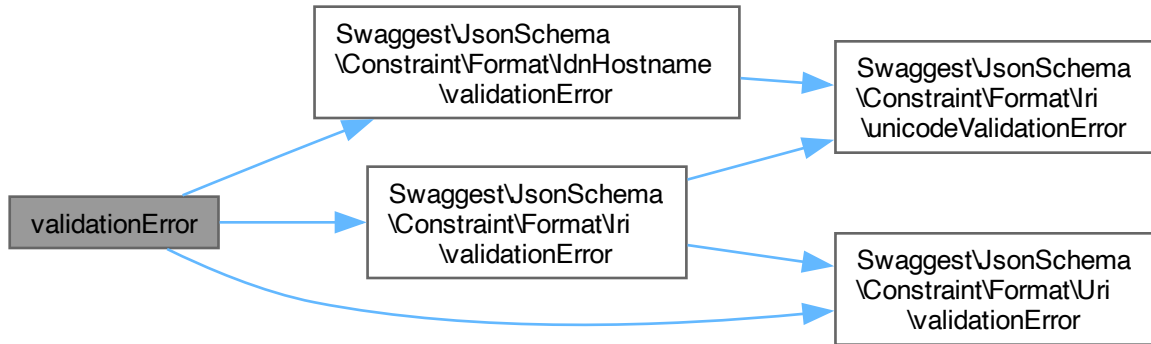 validationError
Swaggest\JsonSchema
\Constraint\Format\IdnHostname
\validationError
Swaggest\JsonSchema
\Constraint\Format\Iri
\validationError
Swaggest\JsonSchema
\Constraint\Format\Iri
\unicodeValidationError
Swaggest\JsonSchema
\Constraint\Format\Uri
\validationError